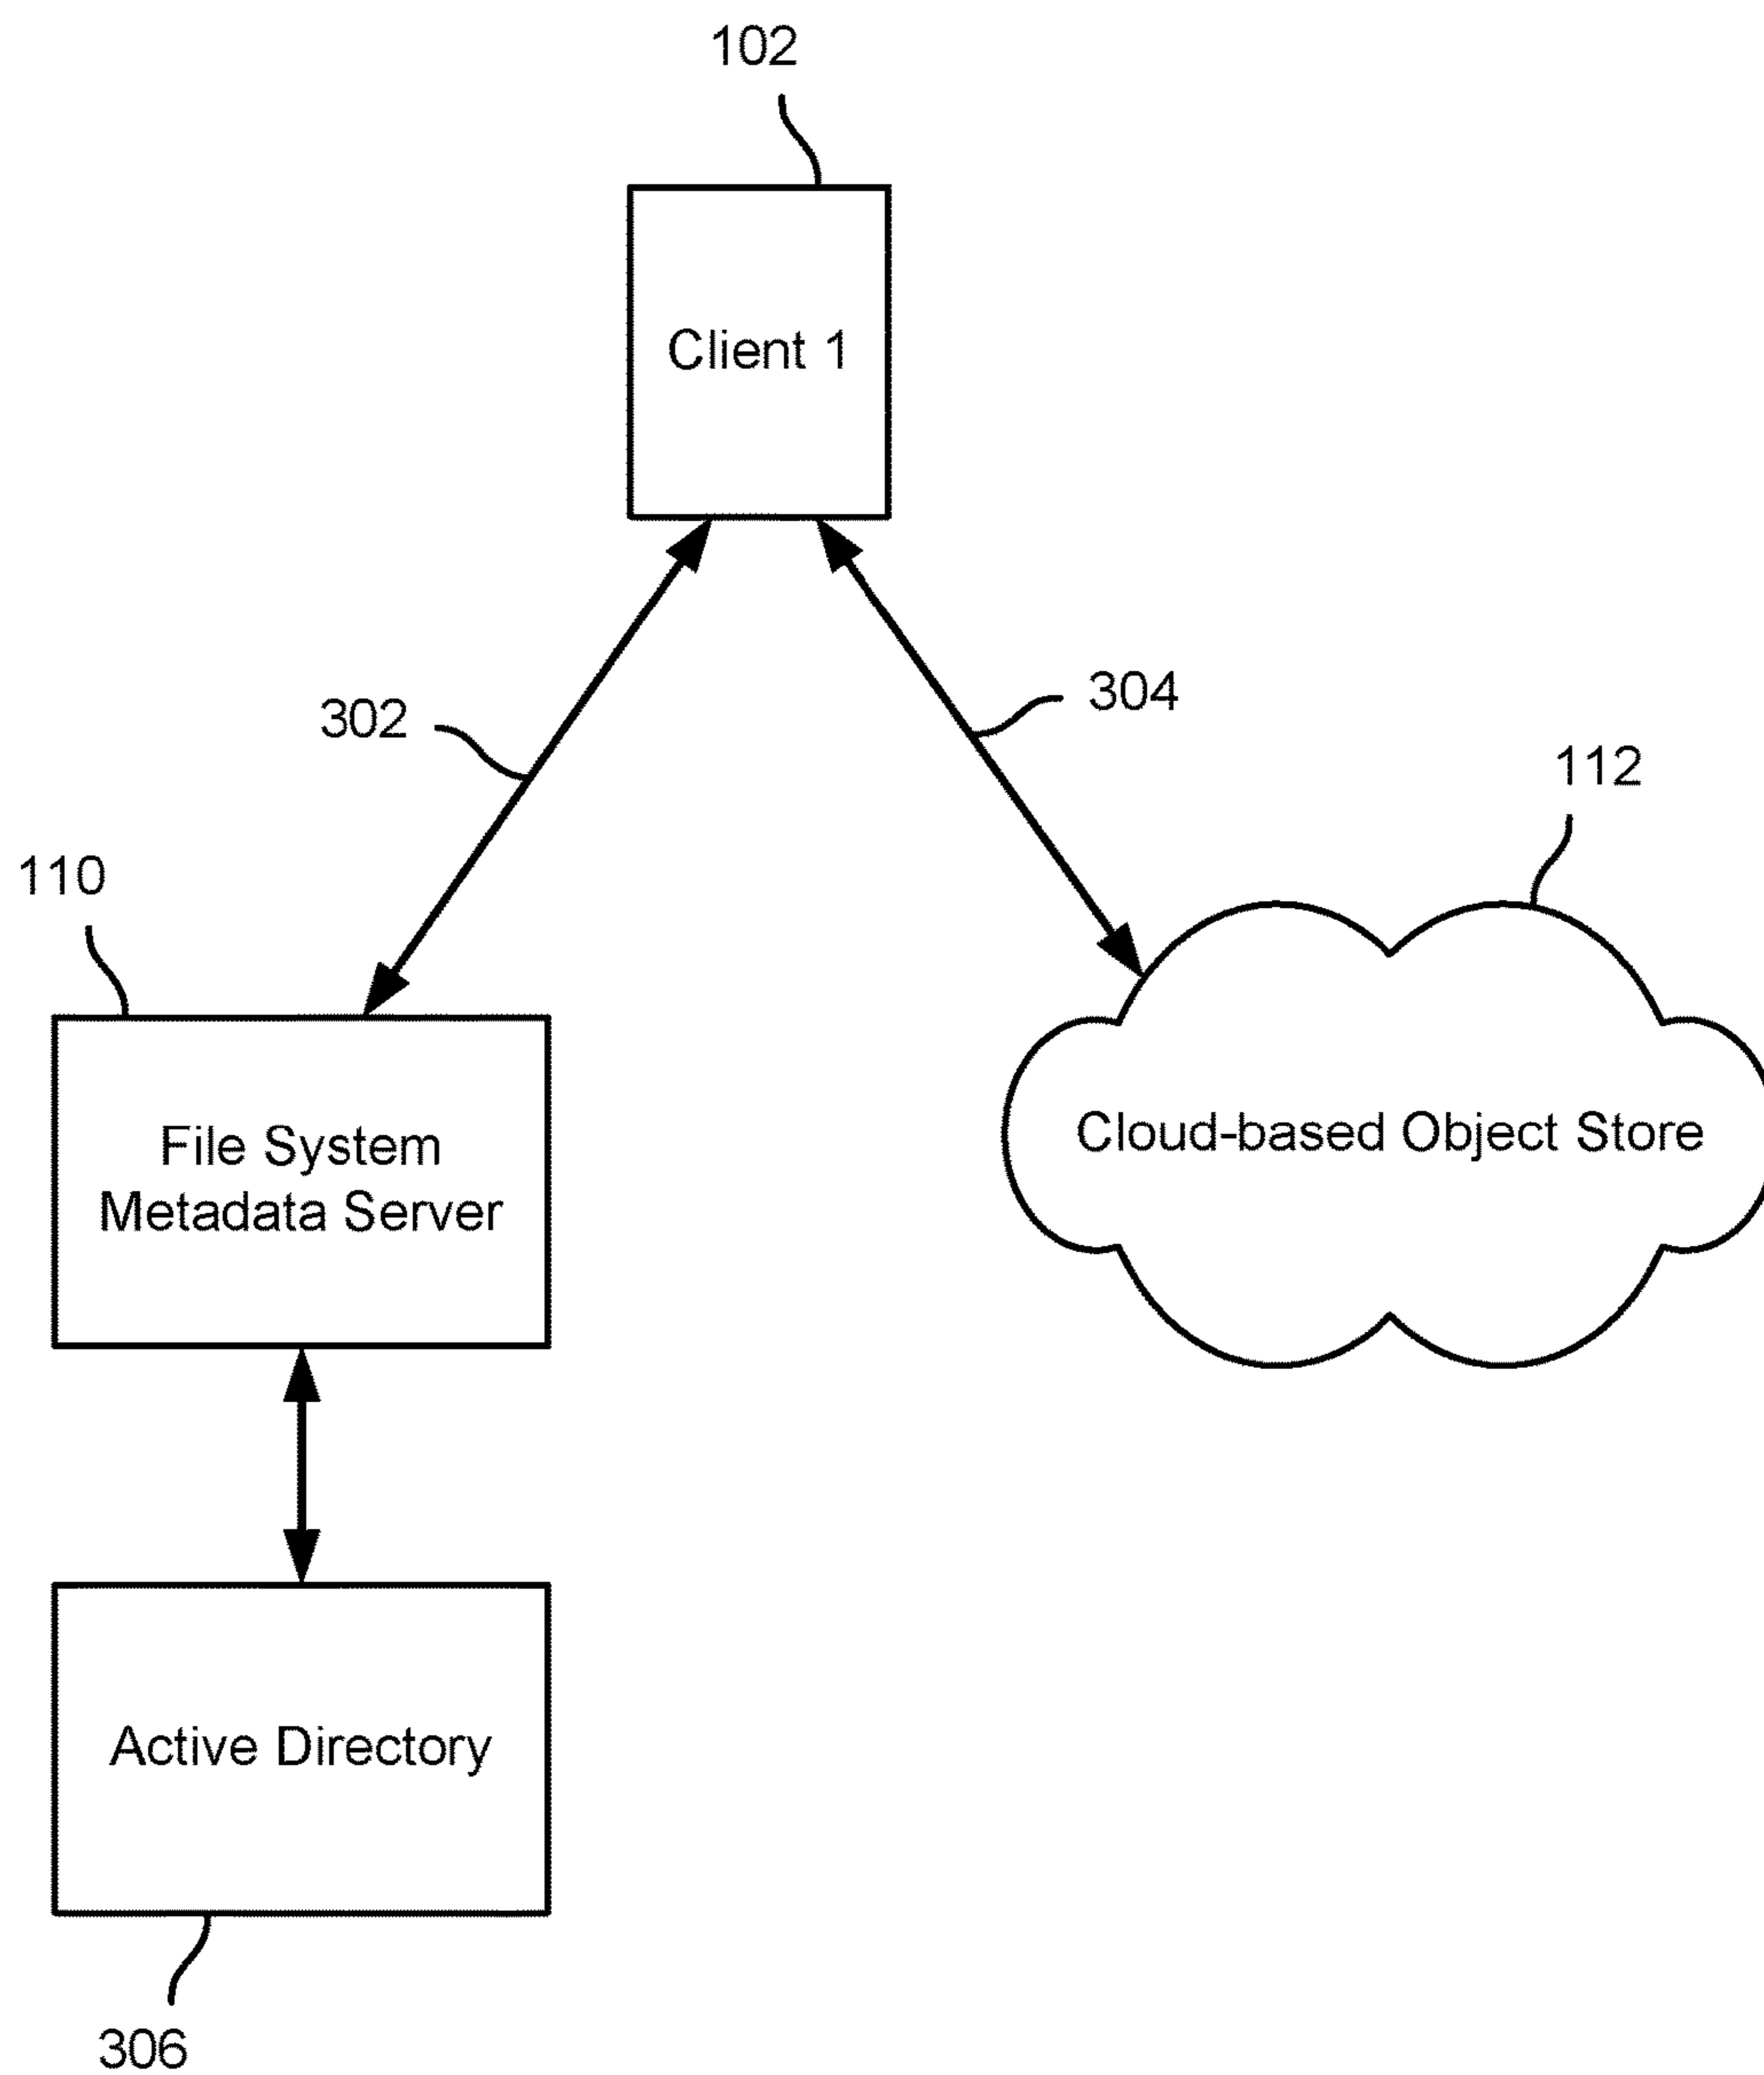 102
Client 1
302
304
112
110
File System
Metadata Server
Cloud-based Object Store
Active Directory
306